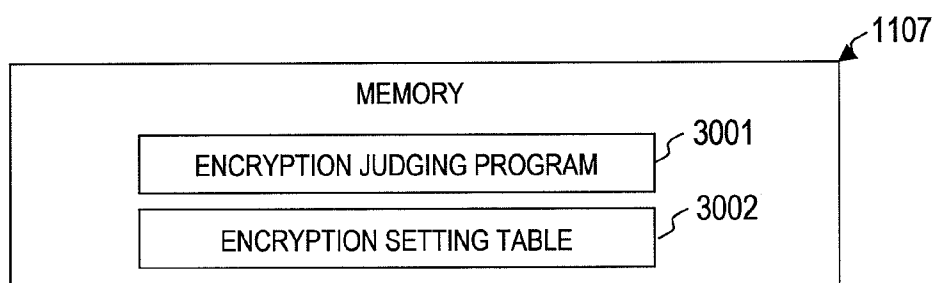 1107
MEMORY
3001
ENCRYPTION JUDGING PROGRAM
3002
ENCRYPTION SETTING TABLE